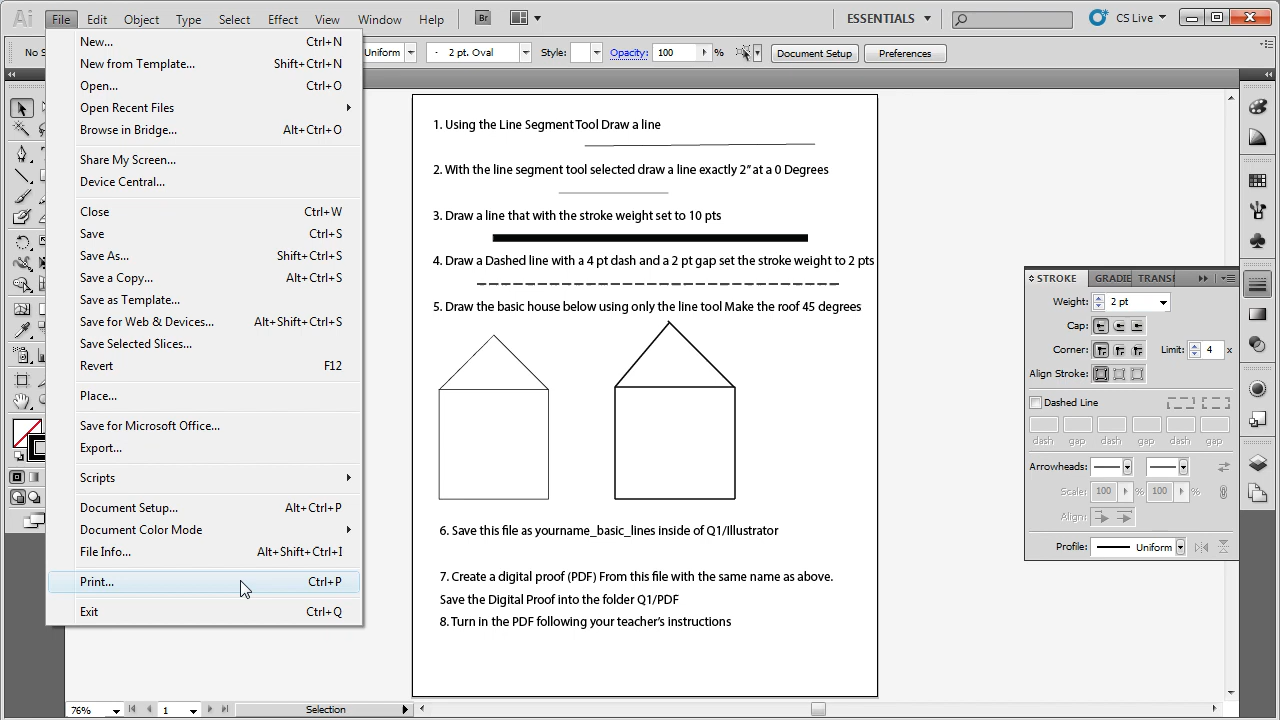 Ai File Edit Object Type Select Effect View Window Help Br ESSENTIALS CS Live
No S Uniform 2 pt. Oval Style: Opacity: 100 % Document Setup Preferences
New... Ctrl+N
New from Template... Shift+Ctrl+N
Open... Ctrl+O
Open Recent Files
Browse in Bridge... Alt+Ctrl+O
Share My Screen...
Device Central...
Close Ctrl+W
Save Ctrl+S
Save As... Shift+Ctrl+S
Save a Copy... Alt+Ctrl+S
Save as Template...
Save for Web & Devices... Alt+Shift+Ctrl+S
Save Selected Slices...
Revert F12
Place...
Save for Microsoft Office...
Export...
Scripts
Document Setup... Alt+Ctrl+P
Document Color Mode
File Info... Alt+Shift+Ctrl+I
Print... Ctrl+P
Exit Ctrl+Q
1. Using the Line Segment Tool Draw a line
2. With the line segment tool selected draw a line exactly 2” at a 0 Degrees
3. Draw a line that with the stroke weight set to 10 pts
4. Draw a Dashed line with a 4 pt dash and a 2 pt gap set the stroke weight to 2 pts
5. Draw the basic house below using only the line tool Make the roof 45 degrees
6. Save this file as yourname_basic_lines inside of Q1/Illustrator
7. Create a digital proof (PDF) From this file with the same name as above.
Save the Digital Proof into the folder Q1/PDF
8. Turn in the PDF following your teacher’s instructions
STROKE GRADIE TRANSI
Weight: 2 pt
Cap:
Corner: Limit: 4 x
Align Stroke:
Dashed Line
dash gap dash gap dash gap
Arrowheads:
Scale: 100 % 100 %
Align:
Profile: Uniform
76% 1 Selection